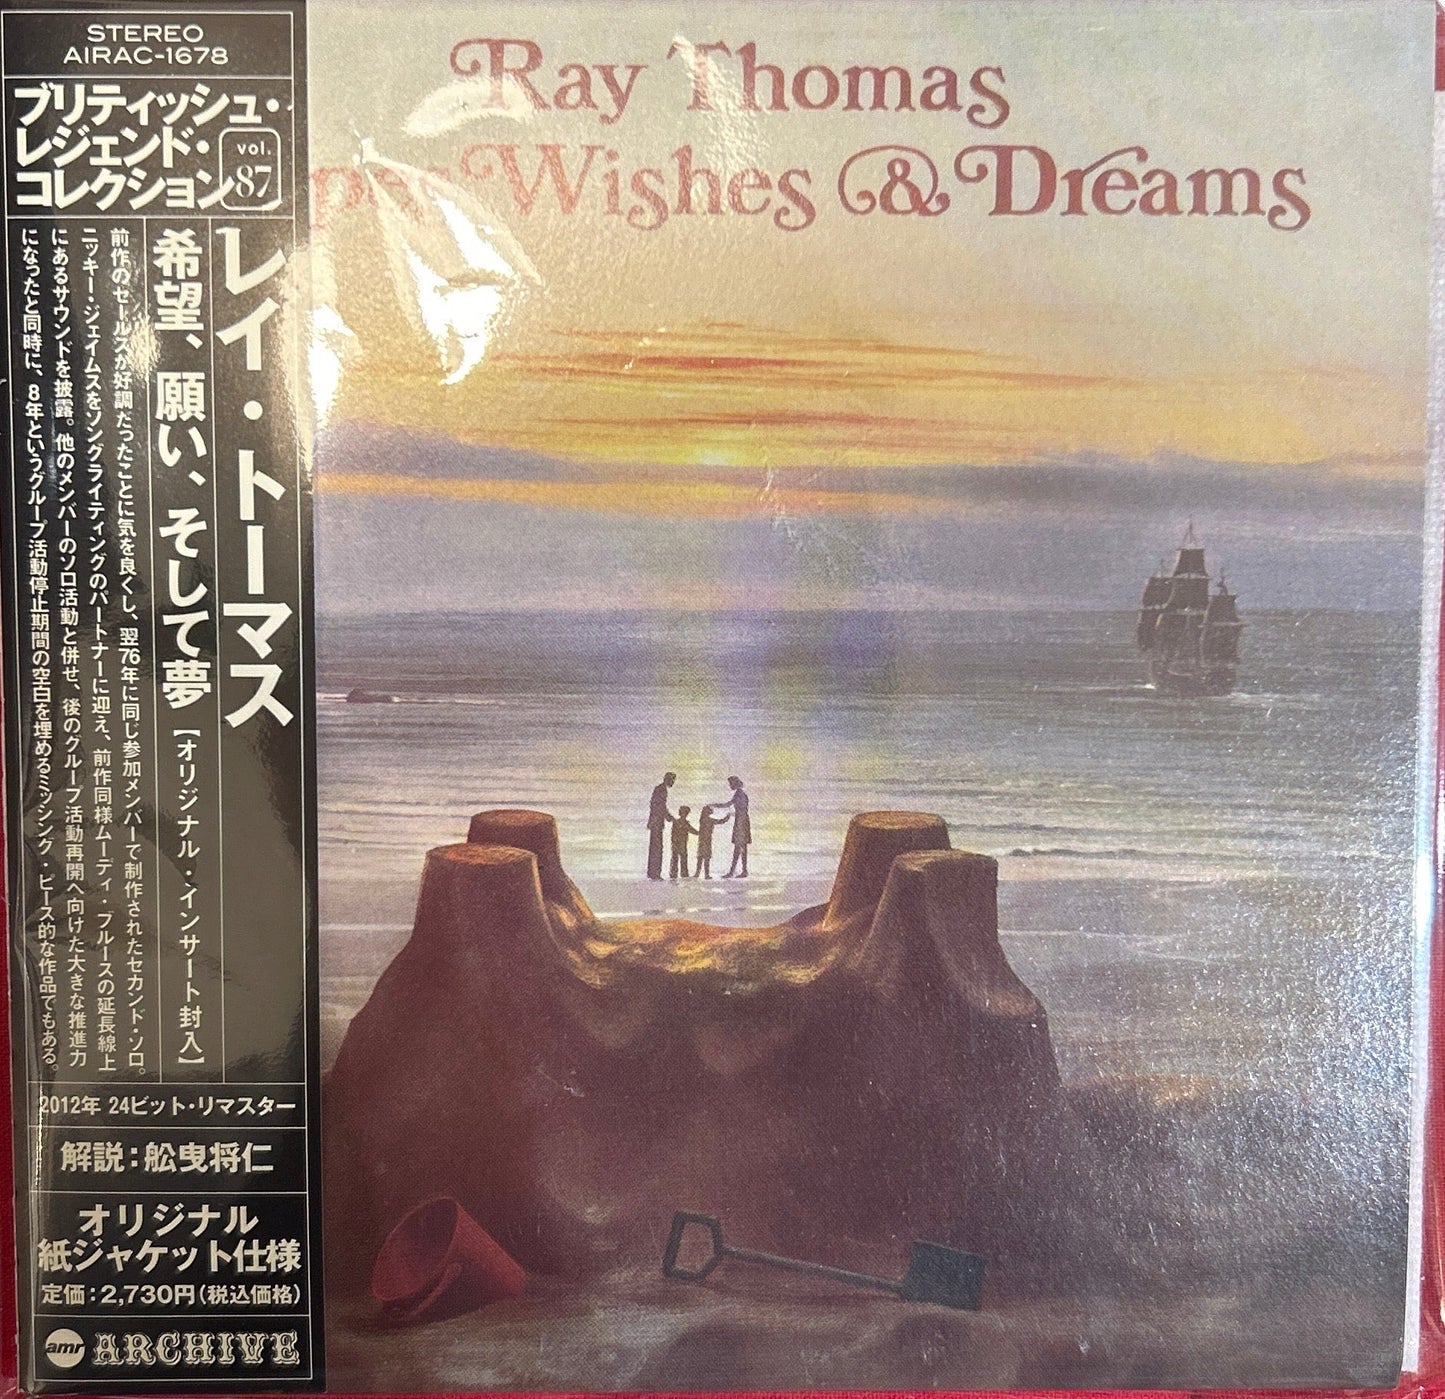 STEREO
AIRAC-1678
ブリティッシュ・
レジェンド・
コレクション
vol.
87
レイ・トーマス
希望、願い、そして夢【オリジナル・インサート封入】
前作のセールスが好調だったことに気を良くし、翌76年に同じ参加メンバーで制作されたセカンド・ソロ。
ニッキー・ジェイムスをソングライティングのパートナーに迎え、前作同様ムーディ・ブルースの延長線上
にあるサウンドを披露。他のメンバーのソロ活動と併せ、後のグループ活動再開へ向けた大きな推進力
になったと同時に、8年というグループ活動停止期間の空白を埋めるミッシング・ピース的な作品でもある。
2012年 24ビット・リマスター
解説:舩曳将仁
オリジナル
紙ジャケット仕様
定価:2,730円(税込価格)
amr ARCHIVE
Ray Thomas
Wishes & Dreams